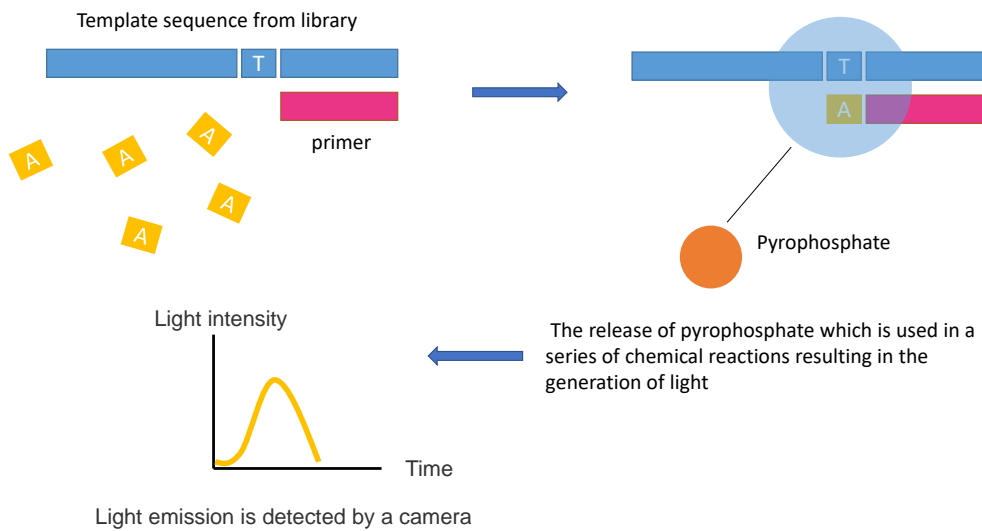 Template sequence from library
T
primer
A
A
A
A
A
T
A
Pyrophosphate
The release of pyrophosphate which is used in a
series of chemical reactions resulting in the
generation of light
Light intensity
Time
Light emission is detected by a camera